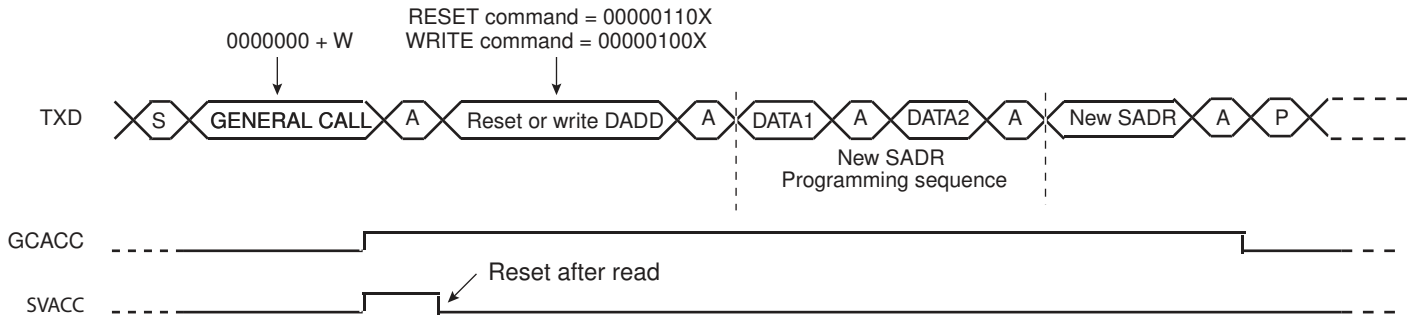 RESET command = 00000110X
0000000 + W
WRITE command = 00000100X
TXD
S
GENERAL CALL
A
Reset or write DADD
A
DATA1
A
DATA2
A
New SADR
A
P
New SADR
Programming sequence
GCACC
Reset after read
SVACC